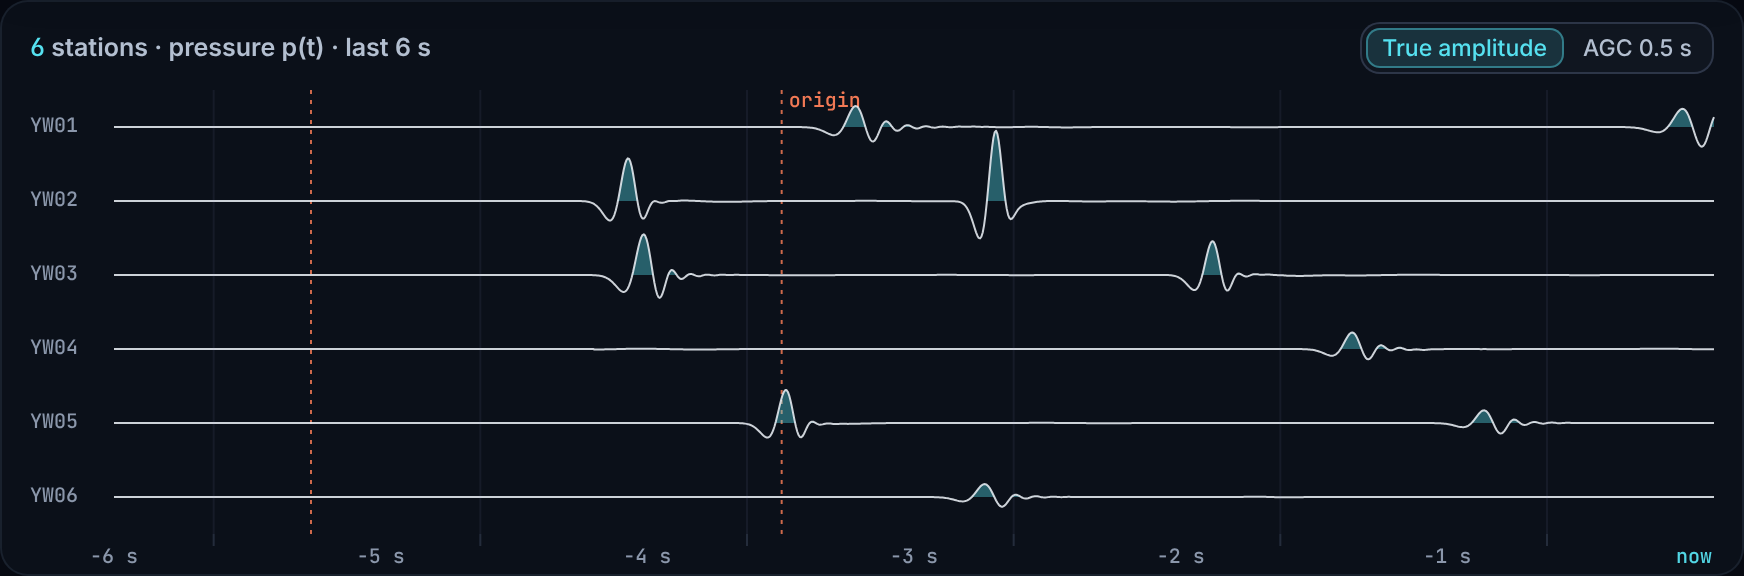 6 stations · pressure p(t) · last 6 s
True amplitude
AGC 0.5 s
origin
YW01
YW02
YW03
YW04
YW05
YW06
-6 s
-5 s
-4 s
-3 s
-2 s
-1 s
now